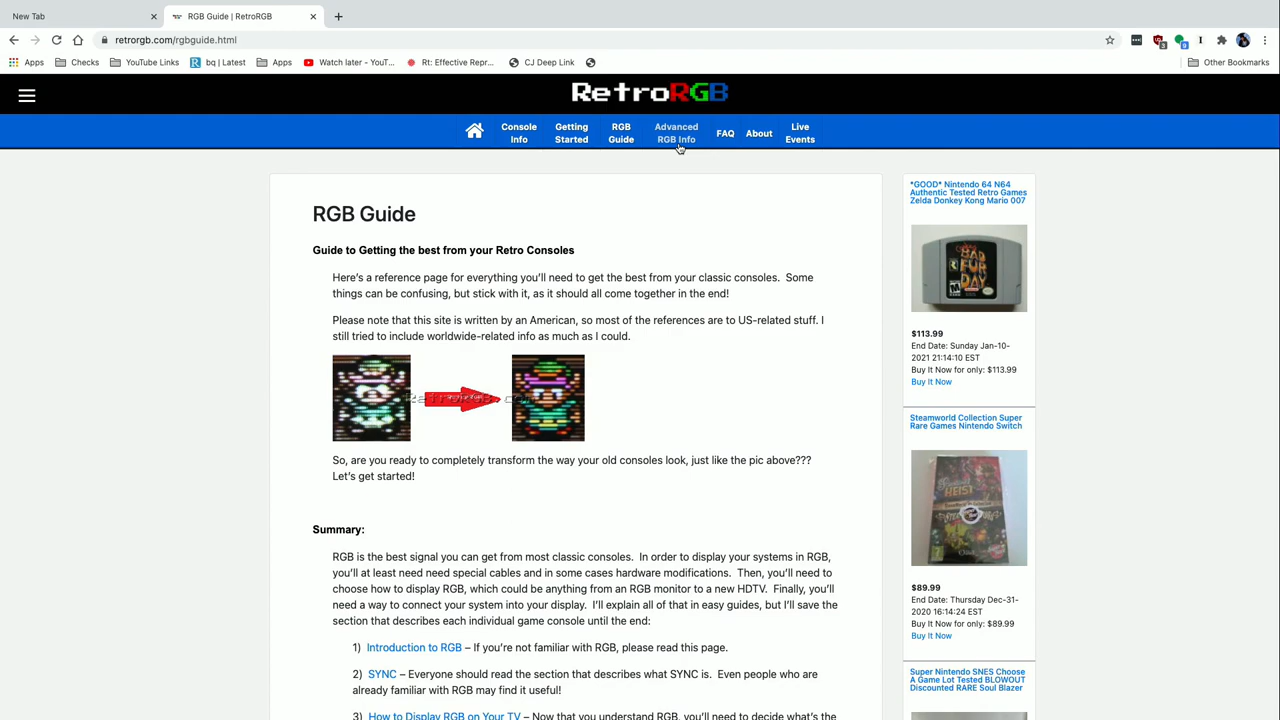 New Tab
RGB Guide | RetroRGB
retrorgb.com/rgbguide.html
3
9
Apps
Checks
YouTube Links
bq | Latest
Apps
Watch later - YouT...
Rt: Effective Repr...
CJ Deep Link
Other Bookmarks
RetroRGB
Console Info
Getting Started
RGB Guide
Advanced RGB Info
FAQ
About
Live Events
RGB Guide
Guide to Getting the best from your Retro Consoles
Here's a reference page for everything you'll need to get the best from your classic consoles. Some
things can be confusing, but stick with it, as it should all come together in the end!
Please note that this site is written by an American, so most of the references are to US-related stuff. I
still tried to include worldwide-related info as much as I could.
RetroRGB.com
So, are you ready to completely transform the way your old consoles look, just like the pic above???
Let's get started!
Summary:
RGB is the best signal you can get from most classic consoles. In order to display your systems in RGB,
you'll at least need need special cables and in some cases hardware modifications. Then, you'll need to
choose how to display RGB, which could be anything from an RGB monitor to a new HDTV. Finally, you'll
need a way to connect your system into your display. I'll explain all of that in easy guides, but I'll save the
section that describes each individual game console until the end:
1) Introduction to RGB – If you're not familiar with RGB, please read this page.
2) SYNC – Everyone should read the section that describes what SYNC is. Even people who are
already familiar with RGB may find it useful!
3) How to Display RGB on Your TV – Now that you understand RGB, you'll need to decide what's the
*GOOD* Nintendo 64 N64
Authentic Tested Retro Games
Zelda Donkey Kong Mario 007
BAD
FUR
DAY
$113.99
End Date: Sunday Jan-10-
2021 21:14:10 EST
Buy It Now for only: $113.99
Buy It Now
Steamworld Collection Super
Rare Games Nintendo Switch
HEIST
$89.99
End Date: Thursday Dec-31-
2020 16:14:24 EST
Buy It Now for only: $89.99
Buy It Now
Super Nintendo SNES Choose
A Game Lot Tested BLOWOUT
Discounted RARE Soul Blazer